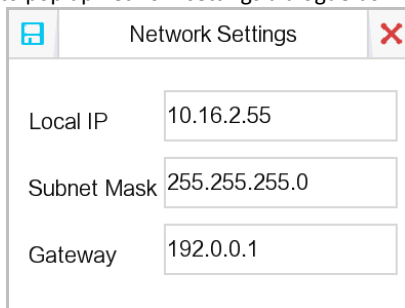 Network Settings
Local IP 10.16.2.55
Subnet Mask 255.255.255.0
Gateway 192.0.0.1